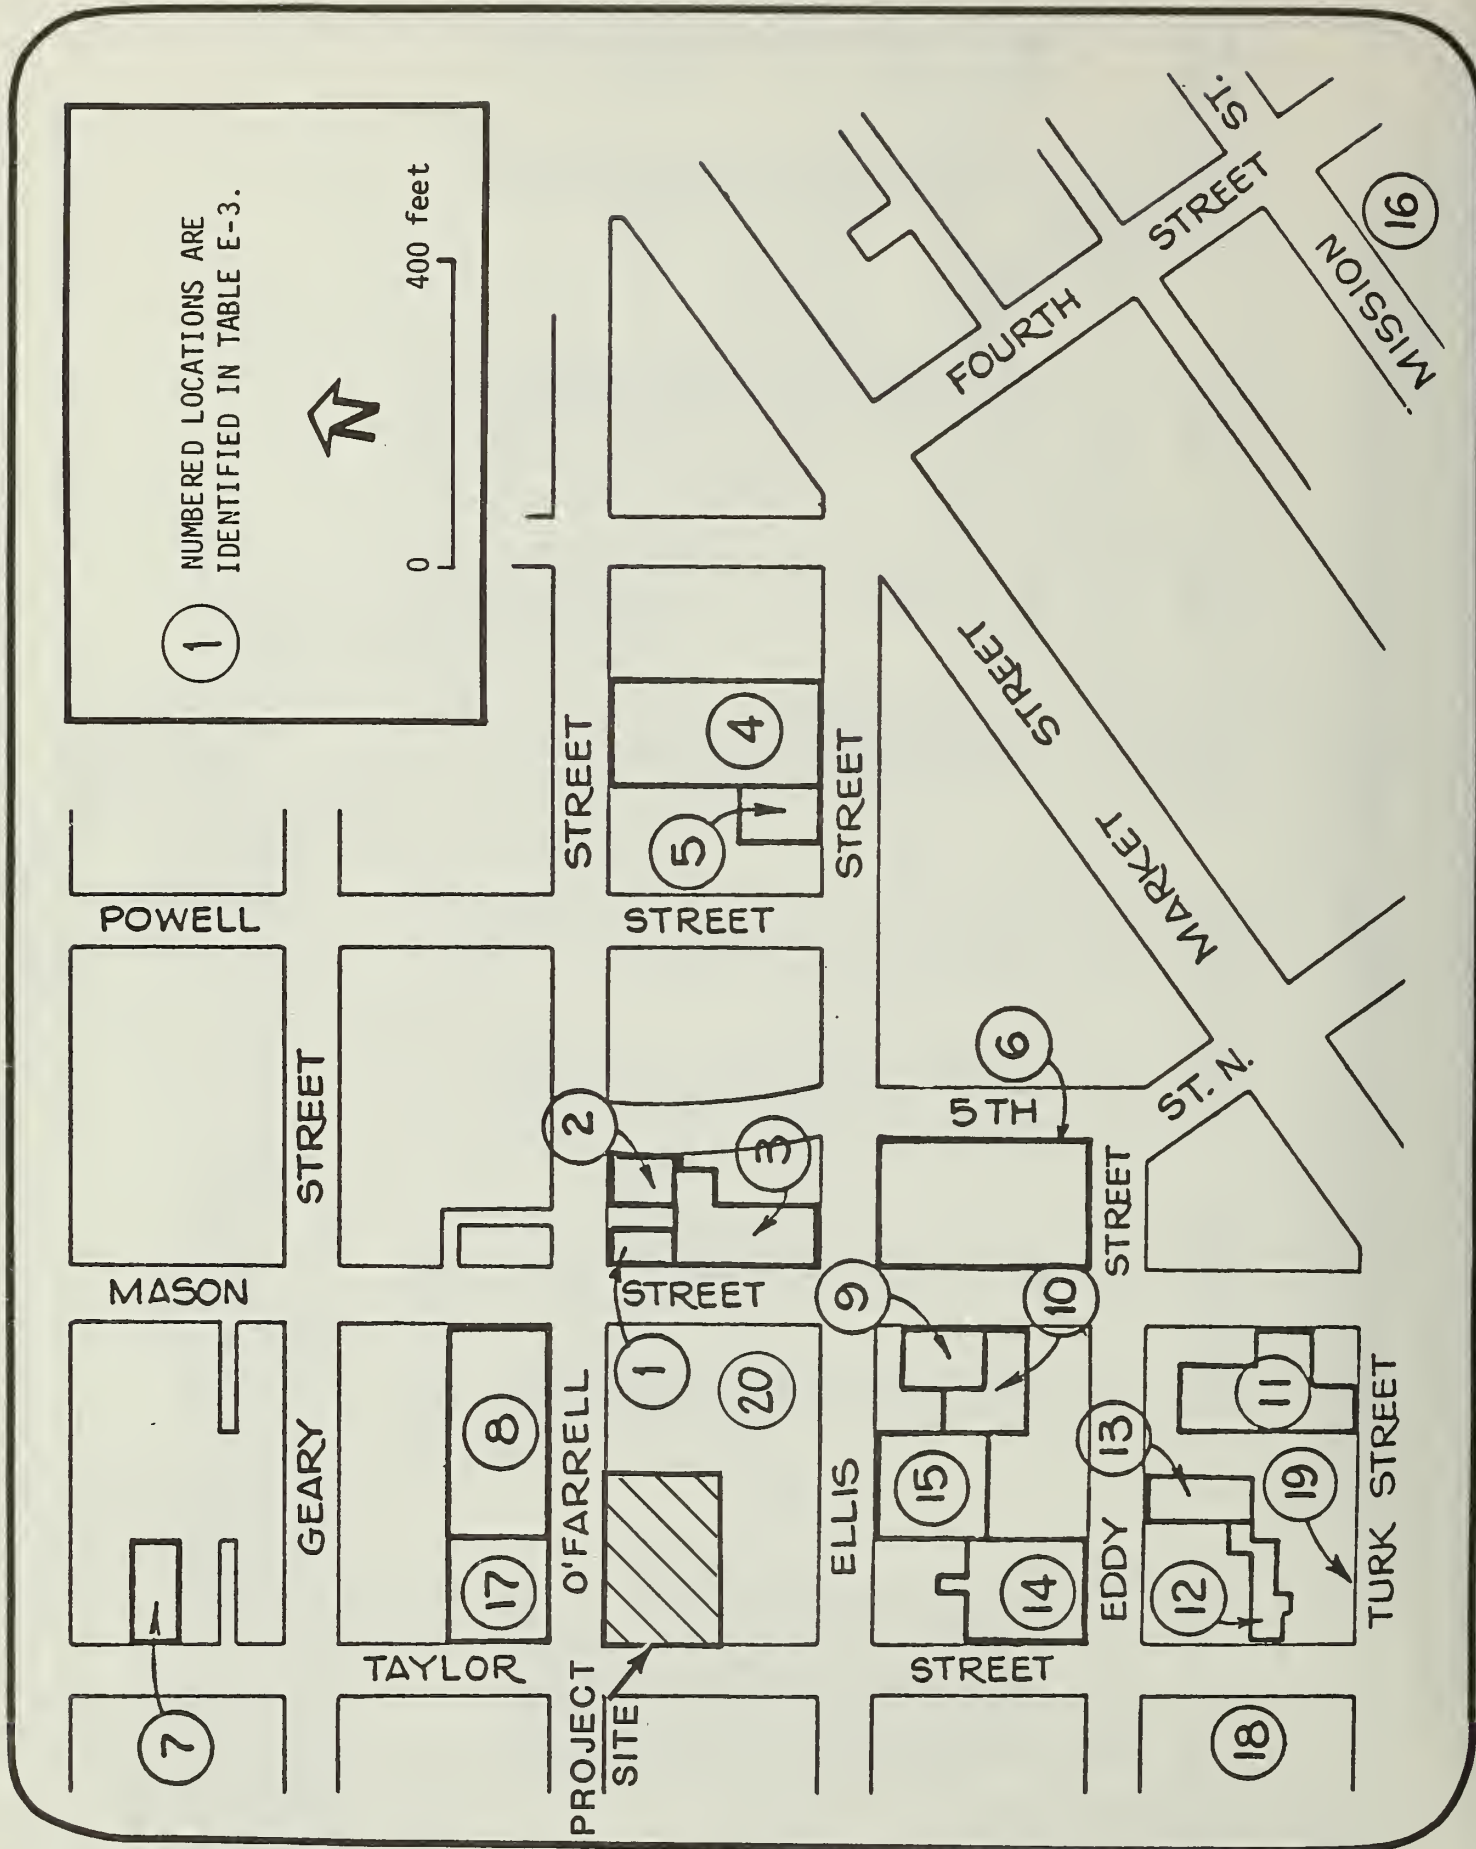 1
NUMBERED LOCATIONS ARE
IDENTIFIED IN TABLE E-3.
N
0
400 feet
POWELL
STREET
MASON
STREET
TAYLOR
STREET
GEARY
STREET
O'FARRELL
STREET
ELLIS
STREET
EDDY
STREET
TURK STREET
5TH
ST. N.
MARKET
STREET
FOURTH
STREET
MISSION
ST.
PROJECT
SITE
1
2
3
4
5
6
7
8
9
10
11
12
13
14
15
16
17
18
19
20